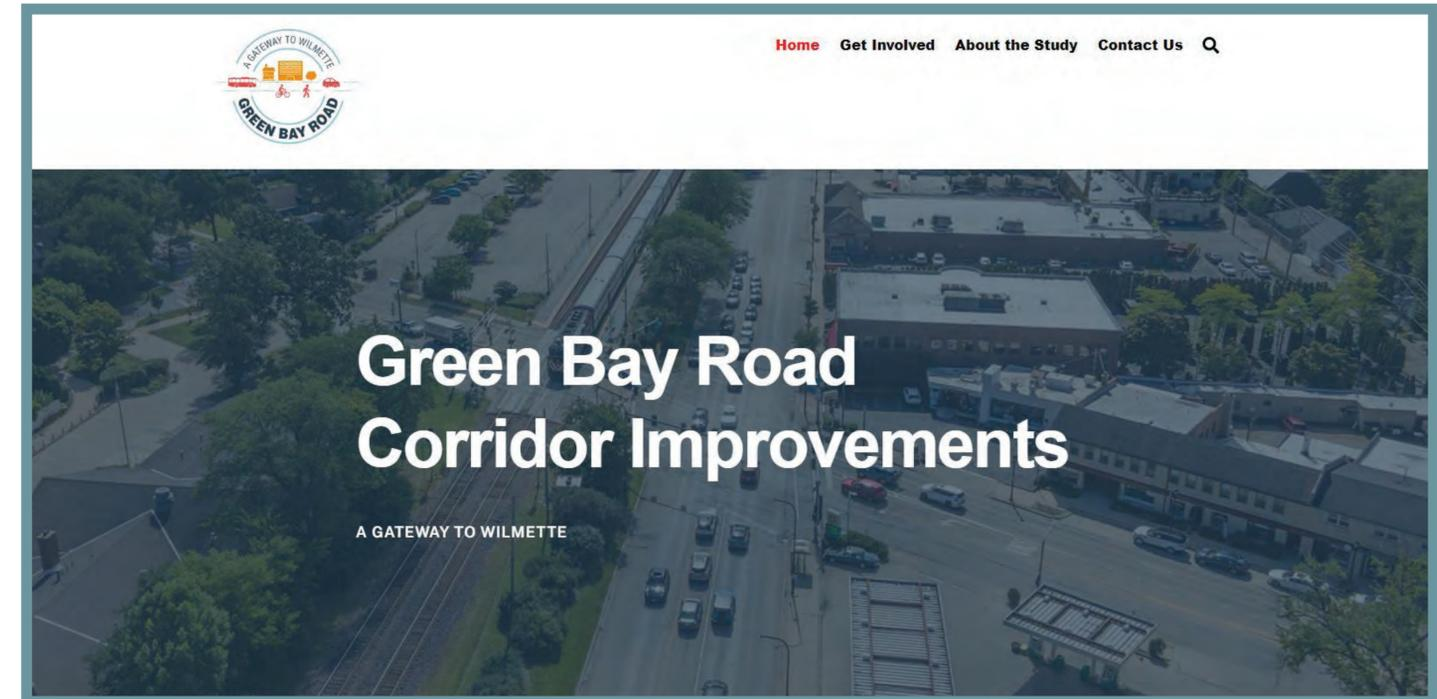 A GATEWAY TO WILMETTE
GREEN BAY ROAD
Home Get Involved About the Study Contact Us
Green Bay Road
Corridor Improvements
A GATEWAY TO WILMETTE